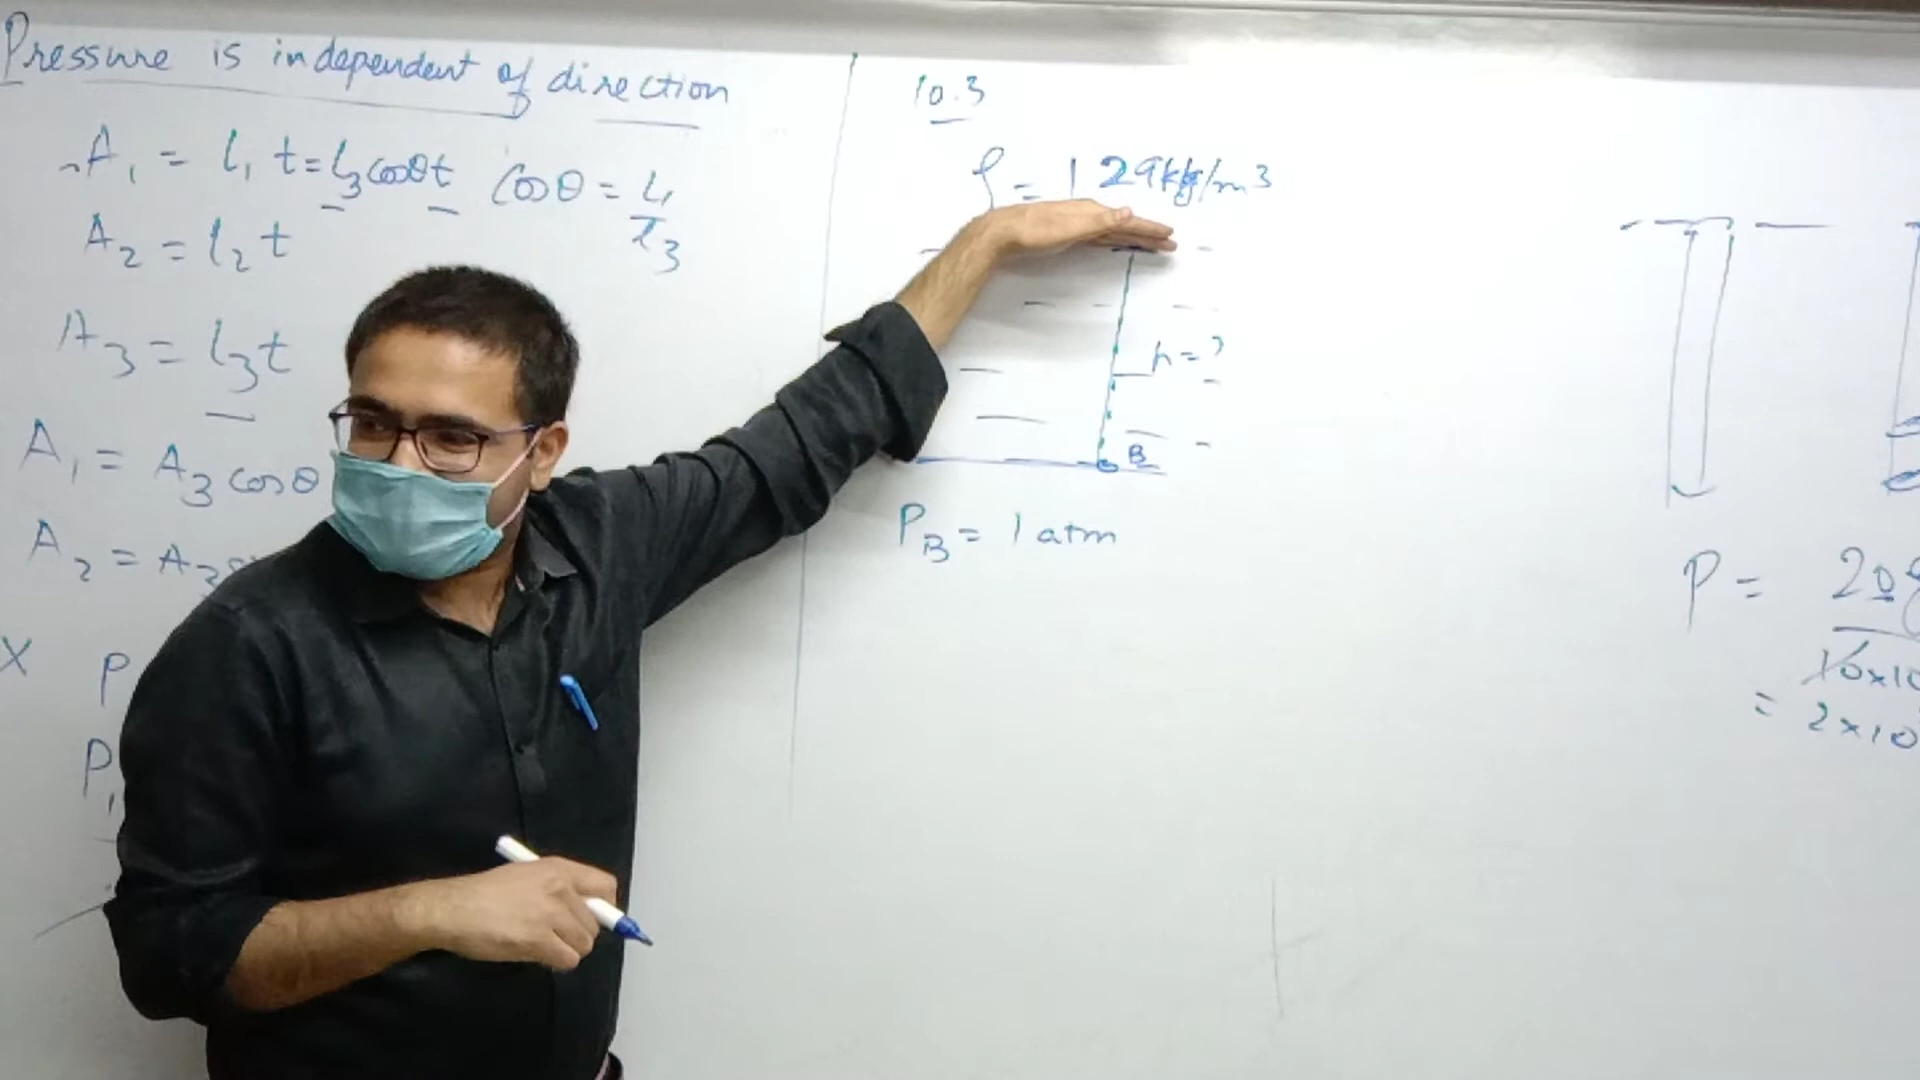 Pressure is independent of direction
A₁ = l₁ t = l₃ cosθ t cosθ = l₁/l₃
A₂ = l₂ t
A₃ = l₃ t
A₁ = A₃ cosθ
A₂ = A₃
X P
P₁
10.3
ρ = 1 29 kg/m³
h = ?
B
P_B = 1 atm
P = 20
10×10
= 2×10